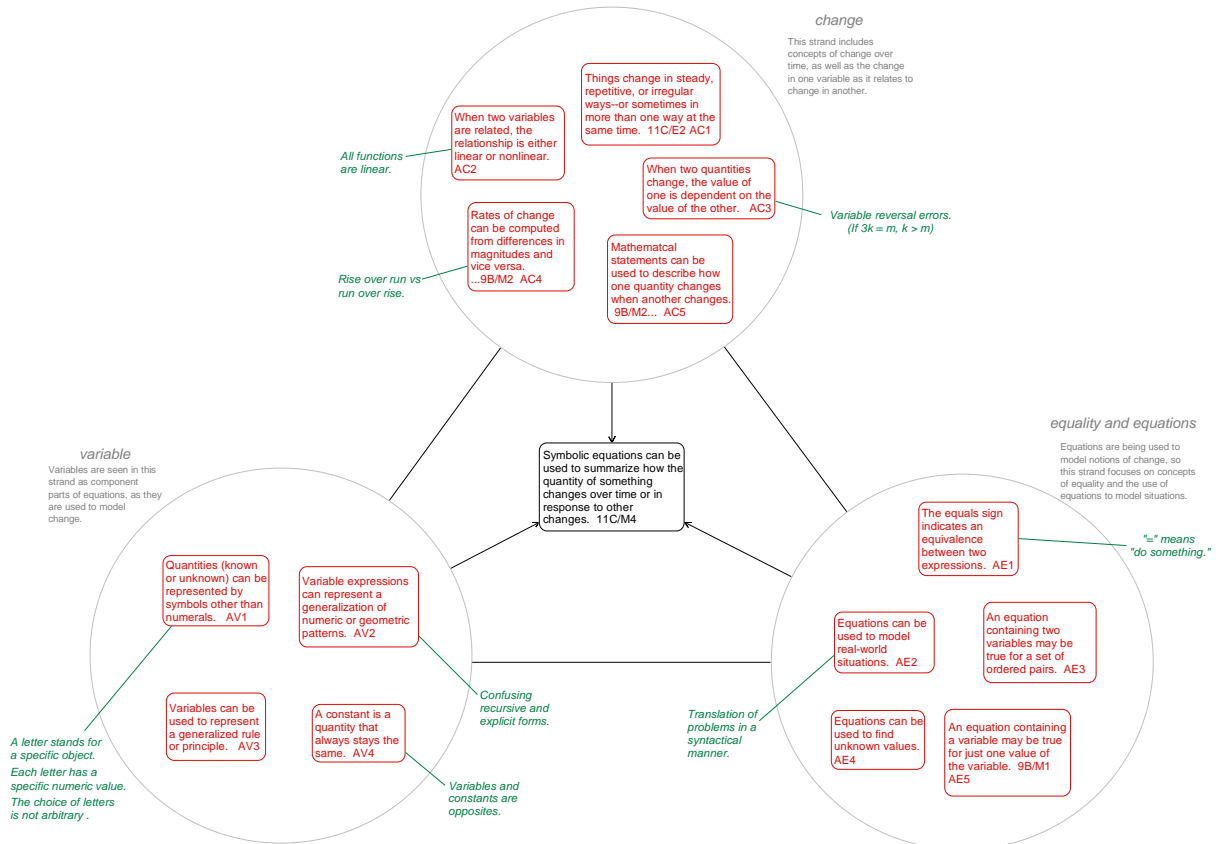 change
This strand includes
concepts of change over
time, as well as the change
in one variable as it relates to
change in another.
Things change in steady,
repetitive, or irregular
ways--or sometimes in
more than one way at the
same time. 11C/E2 AC1
When two variables
are related, the
relationship is either
linear or nonlinear.
AC2
All functions
are linear.
When two quantities
change, the value of
one is dependent on the
value of the other. AC3
Variable reversal errors.
(If 3k = m, k > m)
Rates of change
can be computed
from differences in
magnitudes and
vice versa.
...9B/M2 AC4
Rise over run vs
run over rise.
Mathematcal
statements can be
used to describe how
one quantity changes
when another changes.
9B/M2... AC5
Symbolic equations can be
used to summarize how the
quantity of something
changes over time or in
response to other
changes. 11C/M4
variable
Variables are seen in this
strand as component
parts of equations, as they
are used to model
change.
Quantities (known
or unknown) can be
represented by
symbols other than
numerals. AV1
Variable expressions
can represent a
generalization of
numeric or geometric
patterns. AV2
Variables can be
used to represent
a generalized rule
or principle. AV3
A constant is a
quantity that
always stays the
same. AV4
A letter stands for
a specific object.
Each letter has a
specific numeric value.
The choice of letters
is not arbitrary .
Confusing
recursive and
explicit forms.
Variables and
constants are
opposites.
equality and equations
Equations are being used to
model notions of change, so
this strand focuses on concepts
of equality and the use of
equations to model situations.
The equals sign
indicates an
equivalence
between two
expressions. AE1
"=" means
"do something."
Equations can be
used to model
real-world
situations. AE2
An equation
containing two
variables may be
true for a set of
ordered pairs. AE3
Translation of
problems in a
syntactical
manner.
Equations can be
used to find
unknown values.
AE4
An equation containing
a variable may be true
for just one value of
the variable. 9B/M1
AE5